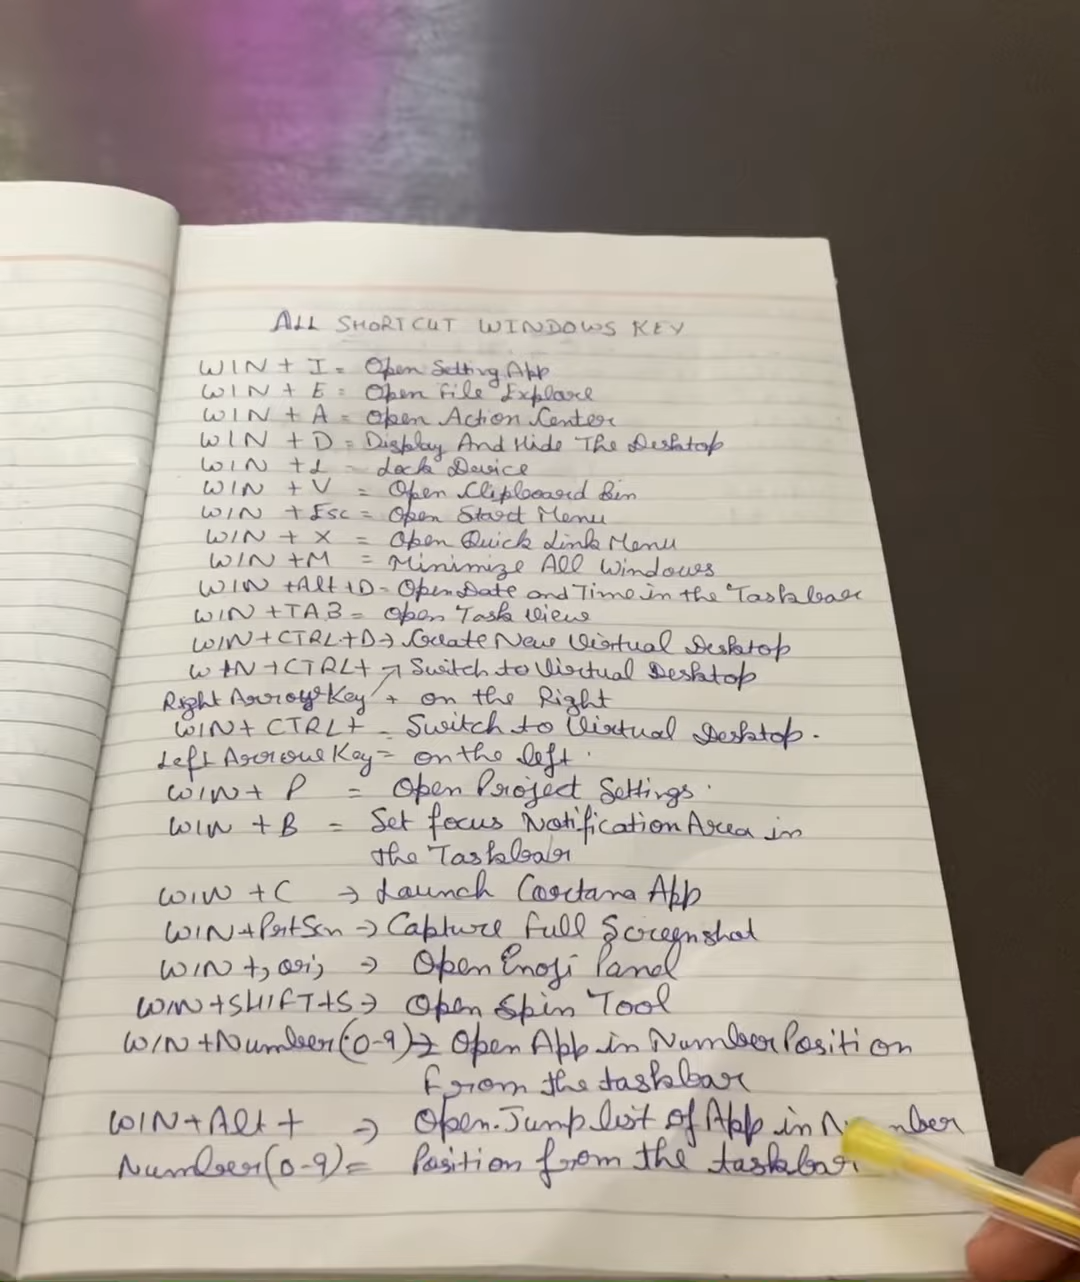 ALL SHORTCUT WINDOWS KEY
WIN + I = Open Setting App
WIN + E = Open File Explare
WIN + A = Open Action Center
WIN + D = Display And Hide The Desktop
WIN + L = Lock Device
WIN + V = Open Clipboard Bin
WIN + Esc = Open Start Menu
WIN + X = Open Quick Link Menu
WIN + M = Minimize All Windows
WIN + Alt + D - Open Date and Time in the Taskbar
WIN + TAB = Open Task View
WIN + CTRL + D → Create New Virtual Desktop
WIN + CTRL + → Switch to Virtual Desktop
Right Arrow Key + on the Right
WIN + CTRL + - Switch to Virtual Desktop.
Left Arrow Key = on the left.
WIN + P = Open Project Settings.
WIN + B = Set focus Notification Area in
the Taskbar
WIN + C → Launch Coctana App
WIN + Prt Scn → Capture Full Screenshot
WIN + , or ; → Open Enoji Panel
WIN + SHIFT + S → Open Spin Tool
WIN + Number (0-9) → Open App in Number Position
From the taskbar
WIN + Alt + → Open Jump list of App in N mber
Number (0-9) = Position from the taskbar.